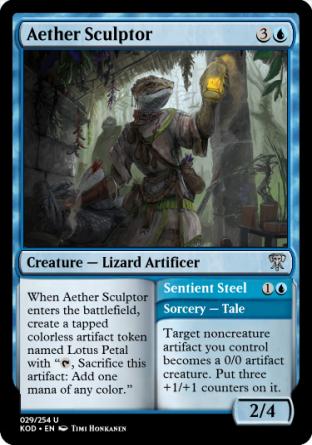 Aether Sculptor 3
Creature — Lizard Artificer
When Aether Sculptor
enters the battlefield,
create a tapped
colorless artifact token
named Lotus Petal
with “T, Sacrifice this
artifact: Add one
mana of any color.”
Sentient Steel 1
Sorcery — Tale
Target noncreature
artifact you control
becomes a 0/0 artifact
creature. Put three
+1/+1 counters on it.
2/4
029/254 U
KOD • EN Timi Honkanen